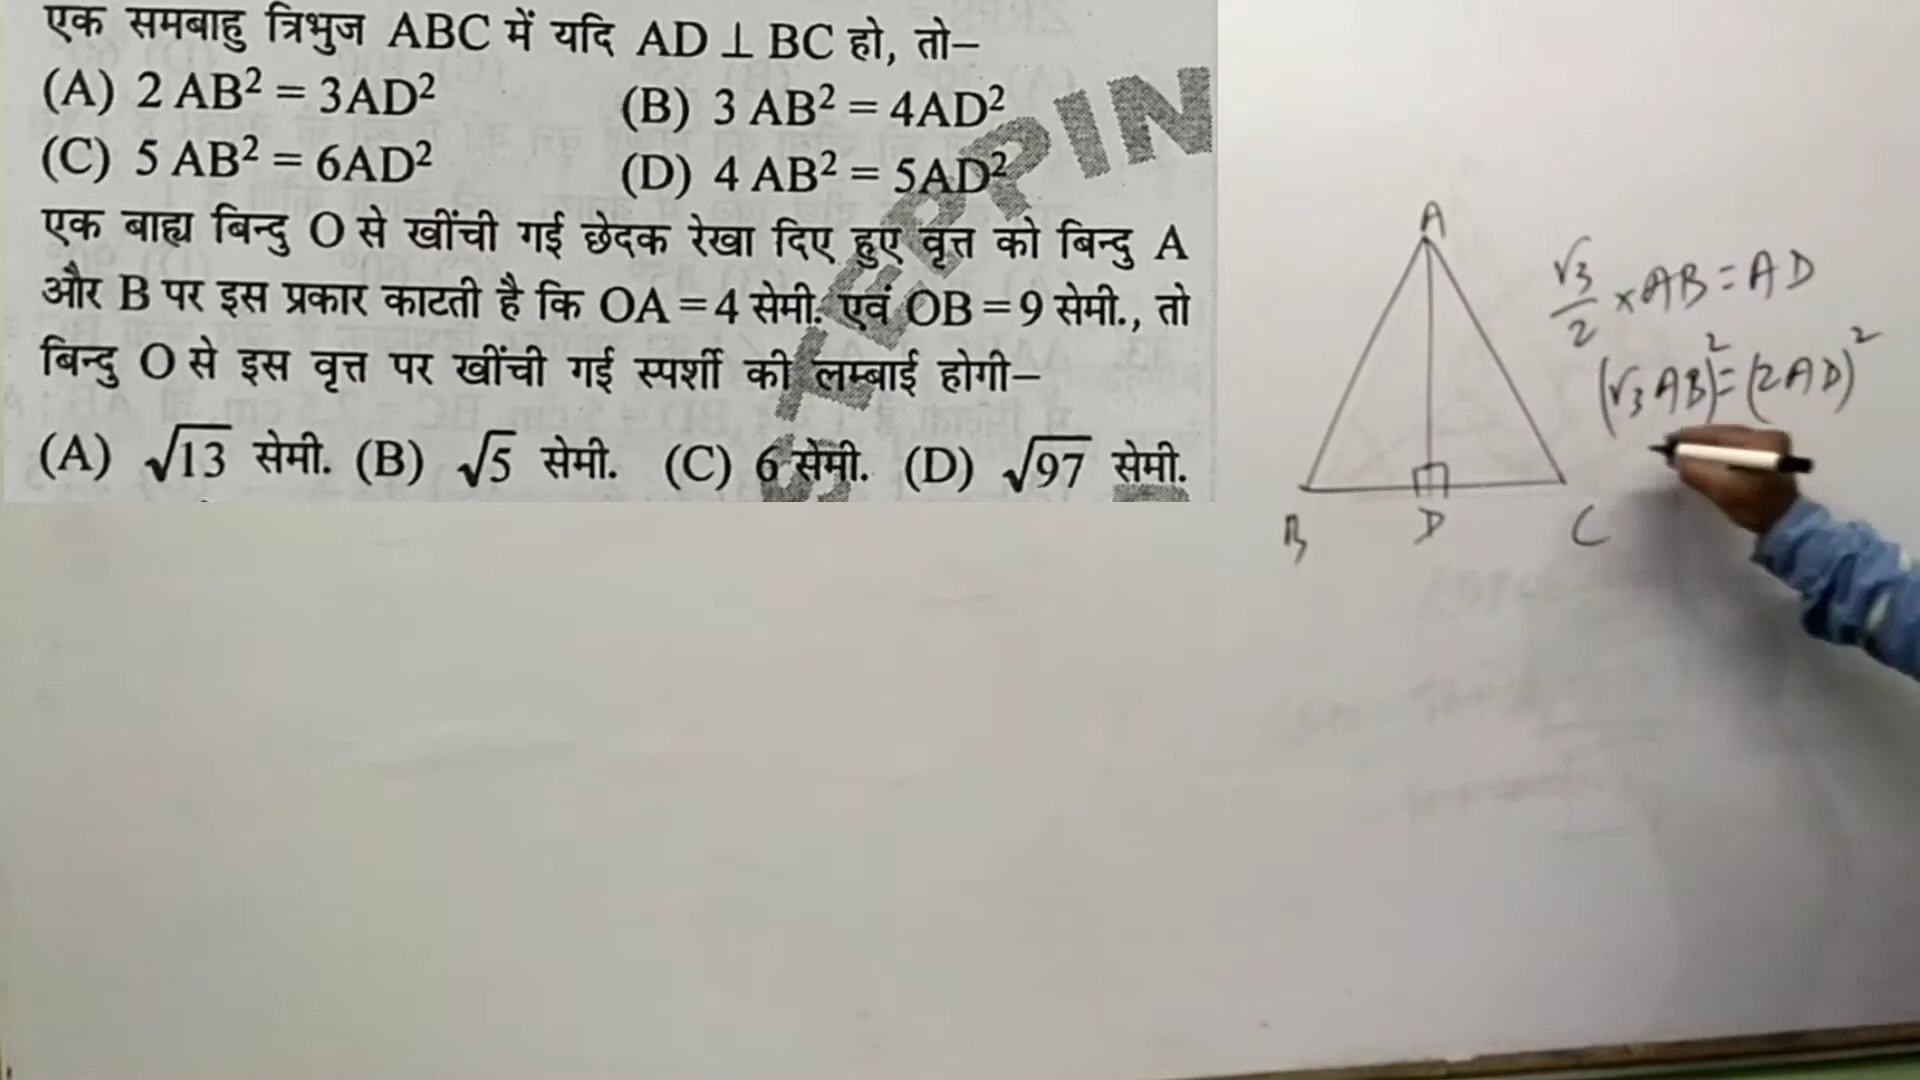 एक समबाहु त्रिभुज ABC में यदि AD ⊥ BC हो, तो–
(A) 2 AB² = 3AD² (B) 3 AB² = 4AD²
(C) 5 AB² = 6AD² (D) 4 AB² = 5AD²
एक बाह्य बिन्दु O से खींची गई छेदक रेखा दिए हुए वृत्त को बिन्दु A
और B पर इस प्रकार काटती है कि OA = 4 सेमी. एवं OB = 9 सेमी., तो
बिन्दु O से इस वृत्त पर खींची गई स्पर्शी की लम्बाई होगी–
(A) √13 सेमी. (B) √5 सेमी. (C) 6 सेमी. (D) √97 सेमी.
STEPPIN
A
B D C
√3/2 × AB = AD
(√3 AB)² = (2AD)²